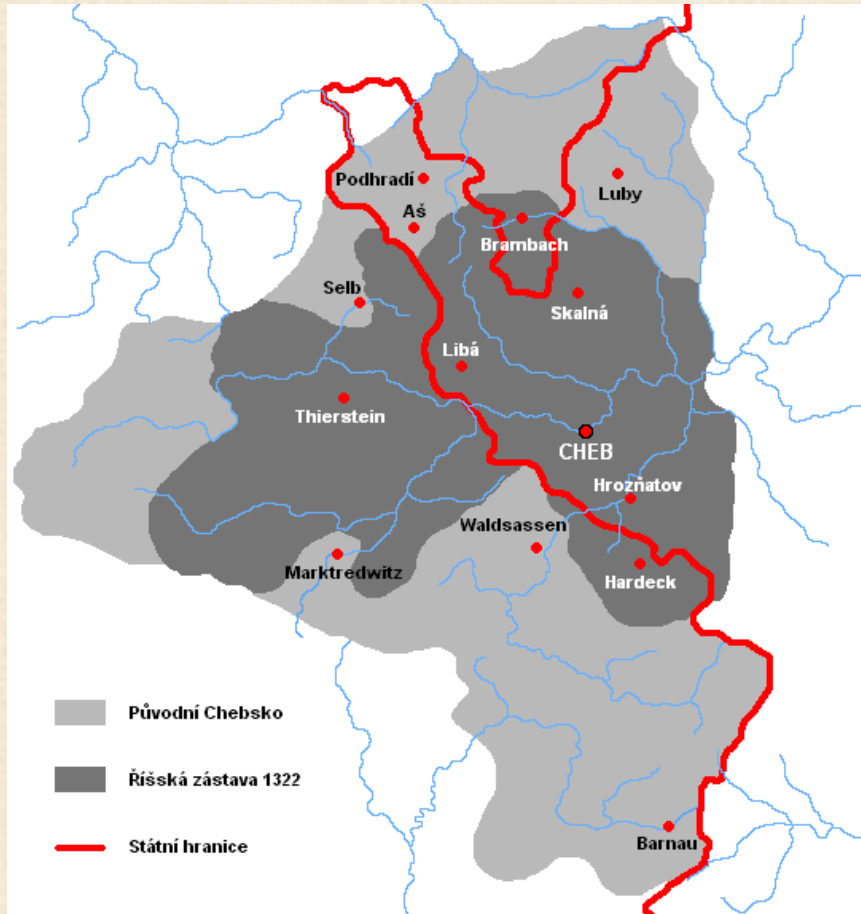 Podhradí
Luby
Aš
Brambach
Selb
Skalná
Libá
Thierstein
CHEB
Hrozňatov
Waldsassen
Marktredwitz
Hardeck
Původní Chebsko
Říšská zástava 1322
Státní hranice
Barnau